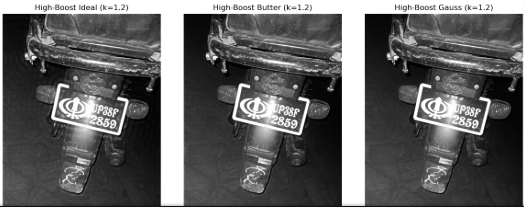 High-Boost Ideal (k=1.2)
2859
High-Boost Butter (k=1.2)
2859
High-Boost Gauss (k=1.2)
2859